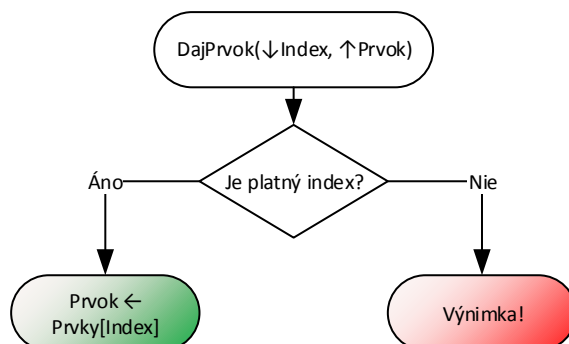 DajPrvok(↓Index, ↑Prvok)
Je platný index?
Áno
Nie
Prvok ←
Prvky[Index]
Výnimka!